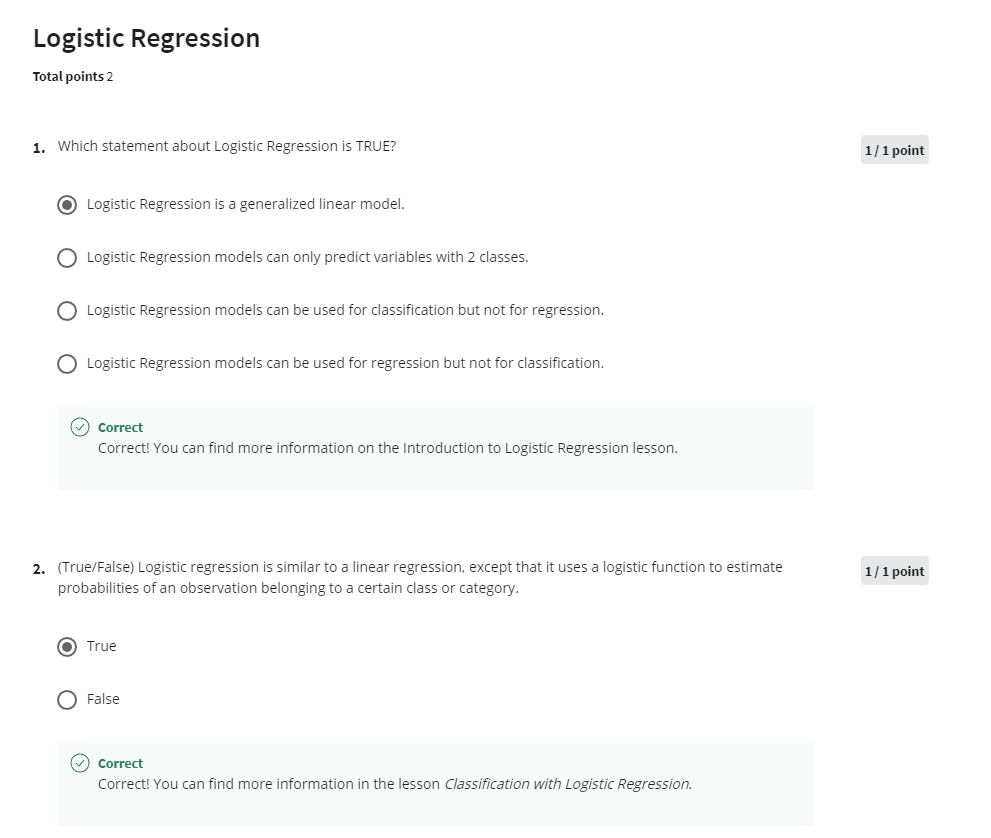 Logistic Regression
Total points 2
1. Which statement about Logistic Regression is TRUE?
1 / 1 point
Logistic Regression is a generalized linear model.
Logistic Regression models can only predict variables with 2 classes.
Logistic Regression models can be used for classification but not for regression.
Logistic Regression models can be used for regression but not for classification.
Correct
Correct! You can find more information on the Introduction to Logistic Regression lesson.
2. (True/False) Logistic regression is similar to a linear regression, except that it uses a logistic function to estimate
probabilities of an observation belonging to a certain class or category.
1 / 1 point
True
False
Correct
Correct! You can find more information in the lesson Classification with Logistic Regression.